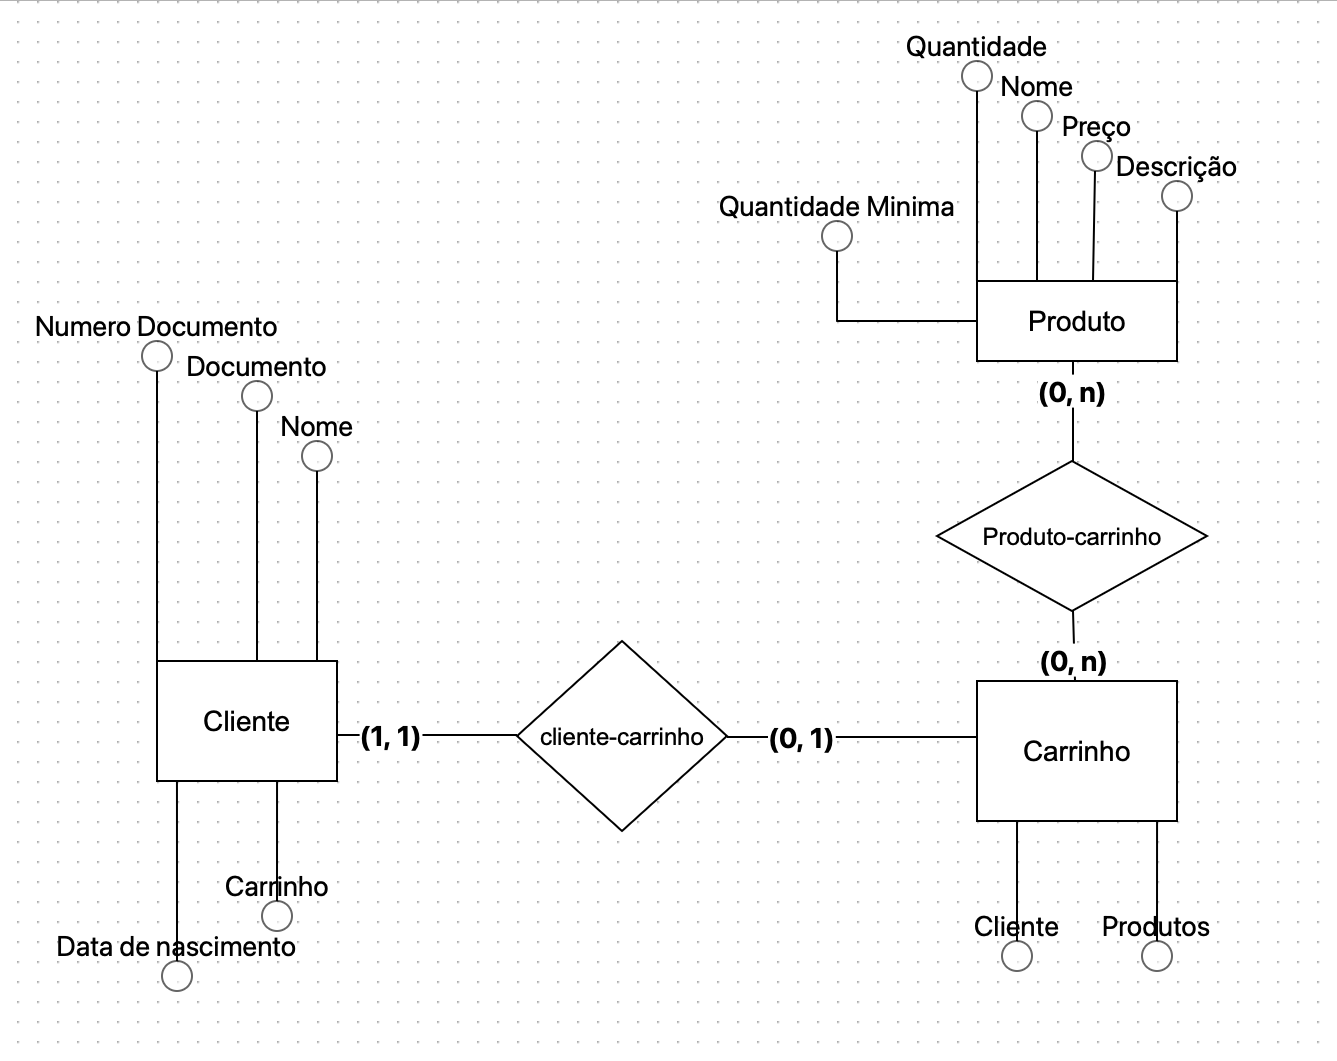 Quantidade
Nome
Preço
Descrição
Quantidade Minima
Produto
(0, n)
Numero Documento
Documento
Nome
Produto-carrinho
(0, n)
Cliente
(1, 1)
cliente-carrinho
(0, 1)
Carrinho
Carrinho
Data de nascimento
Cliente
Produtos